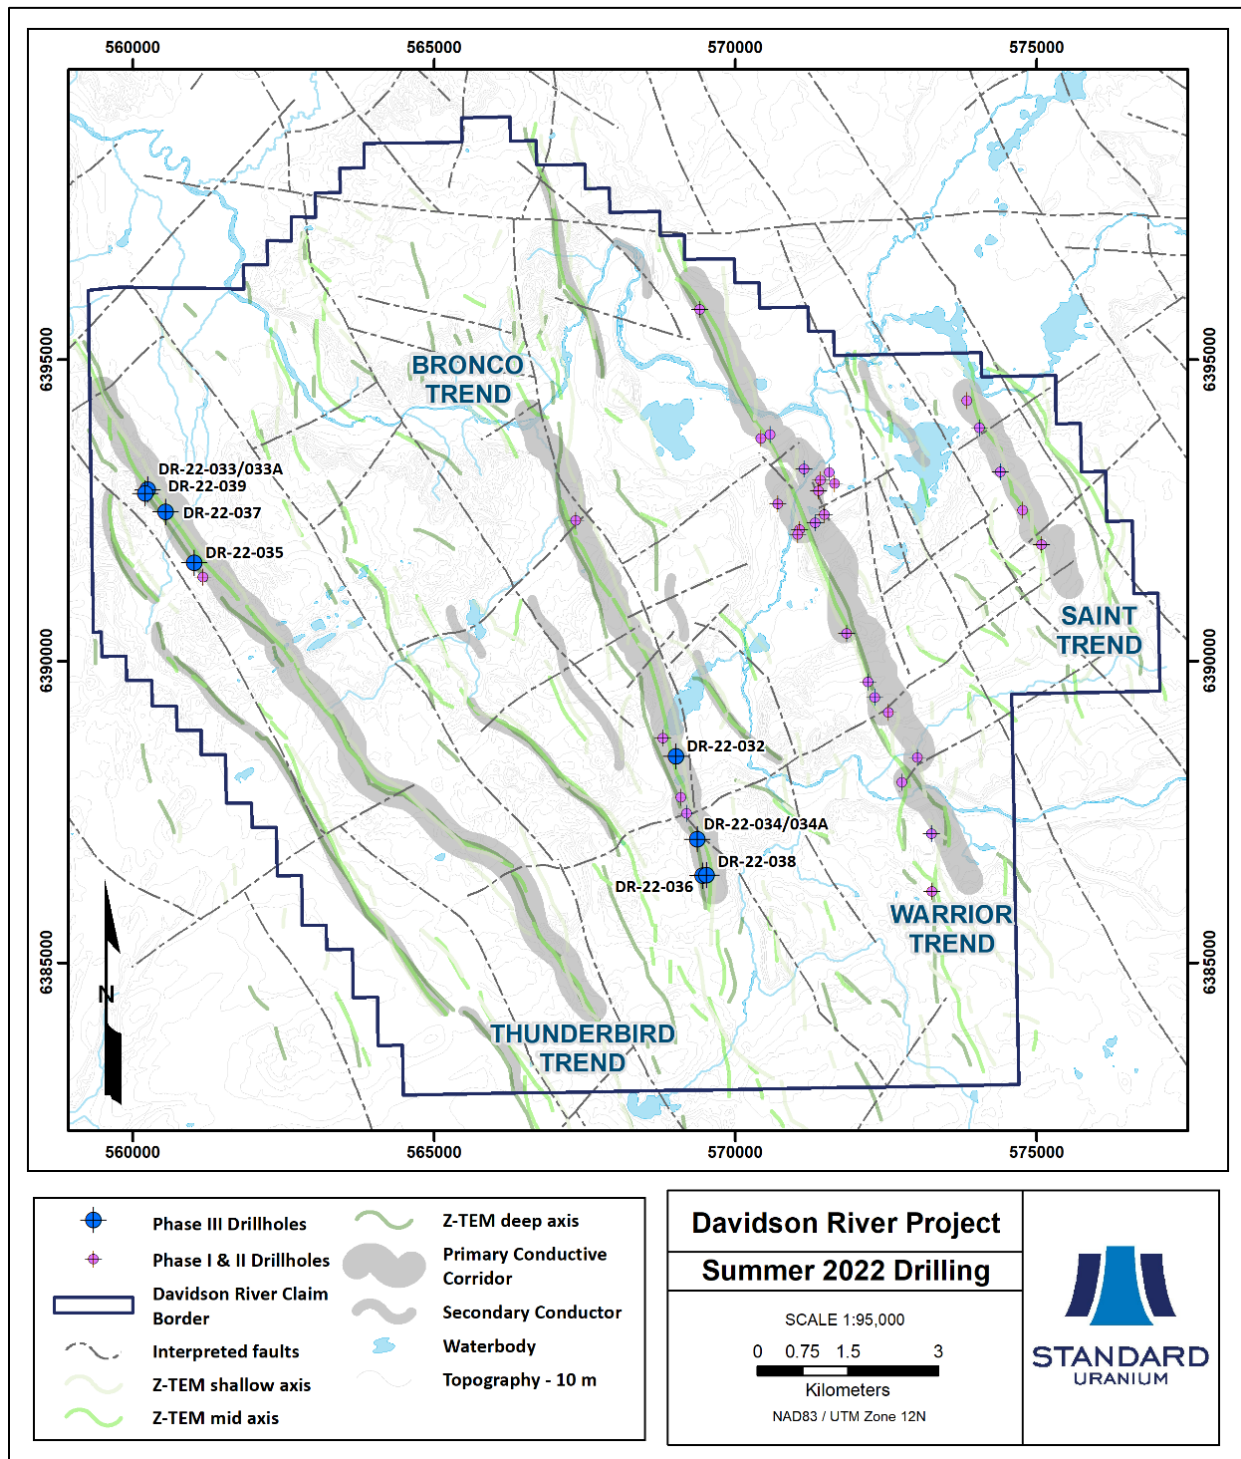 560000
565000
570000
575000
6395000
6395000
BRONCO
TREND
DR-22-033/033A
DR-22-039
DR-22-037
DR-22-035
SAINT
TREND
6390000
6390000
DR-22-032
DR-22-034/034A
DR-22-038
DR-22-036
WARRIOR
TREND
6385000
6385000
N
THUNDERBIRD
TREND
560000
565000
570000
575000
Phase III Drillholes
Phase I & II Drillholes
Davidson River Claim
Border
Interpreted faults
Z-TEM shallow axis
Z-TEM mid axis
Z-TEM deep axis
Primary Conductive
Corridor
Secondary Conductor
Waterbody
Topography - 10 m
Davidson River Project
Summer 2022 Drilling
SCALE 1:95,000
0 0.75 1.5 3
Kilometers
NAD83 / UTM Zone 12N
STANDARD
URANIUM